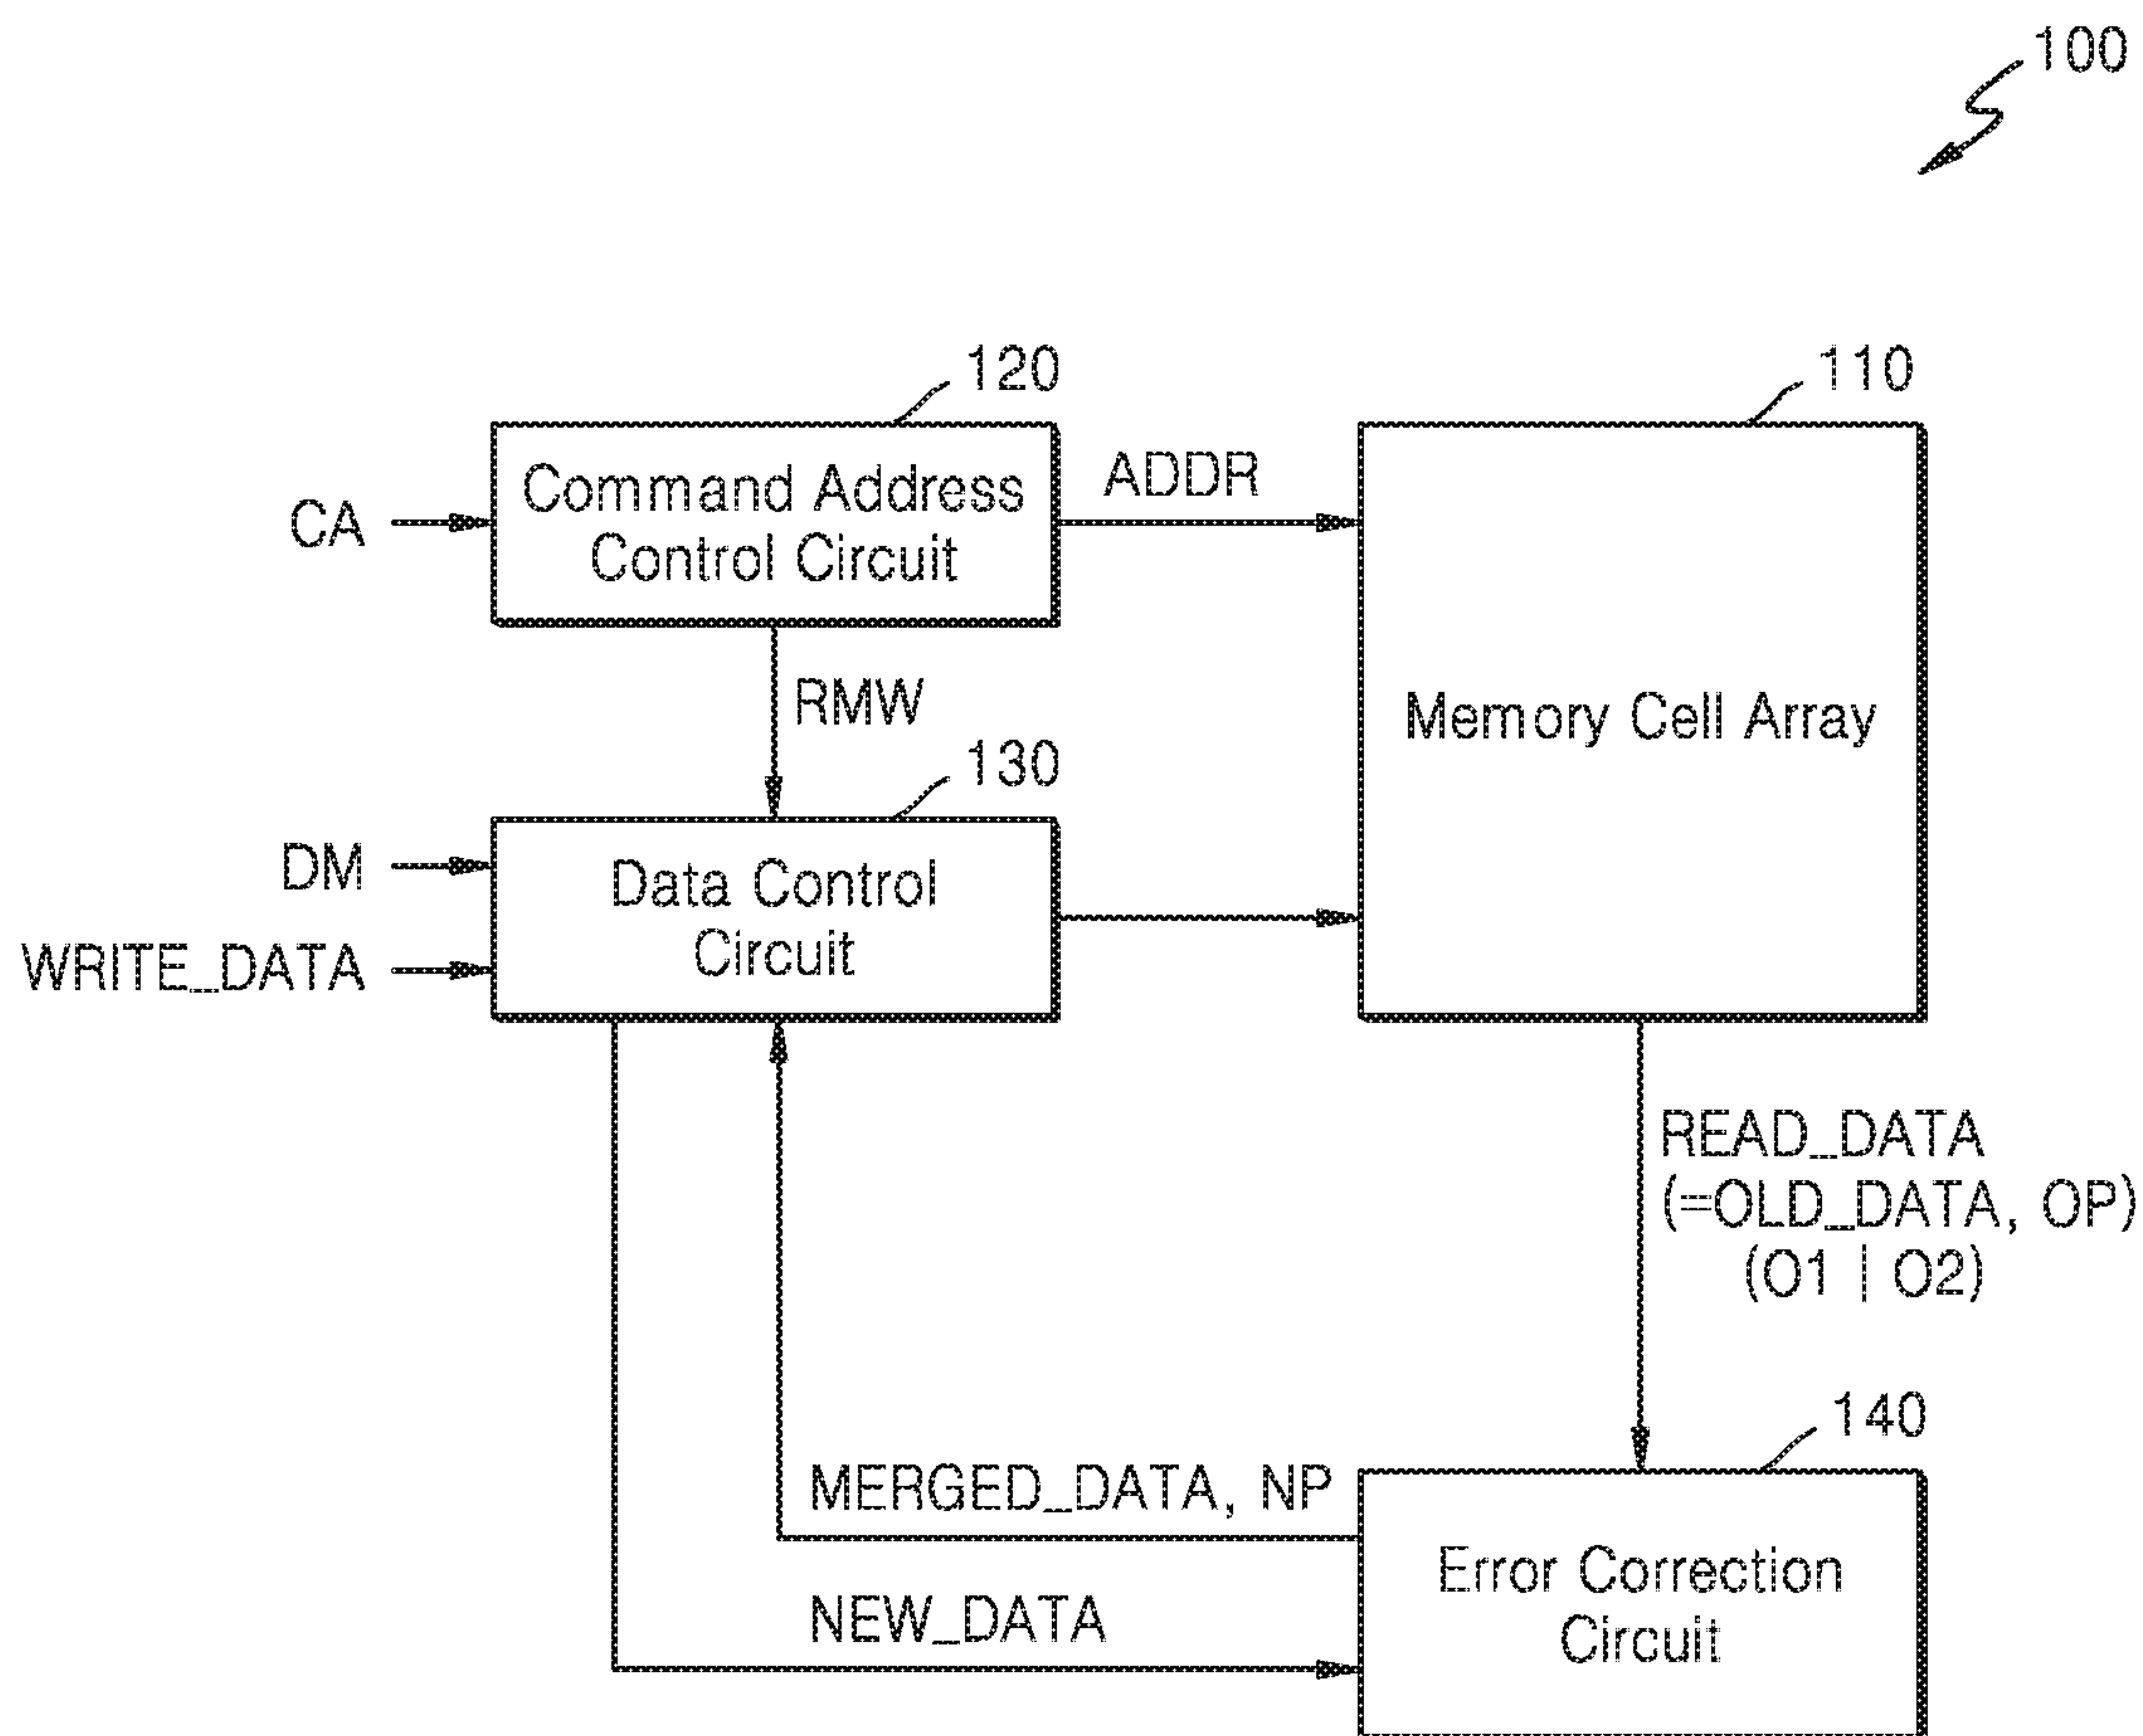 100
120
110
Command Address
Control Circuit
CA
ADDR
RMW
Memory Cell Array
130
DM
Data Control
Circuit
WRITE_DATA
READ_DATA
(=OLD_DATA, OP)
(O1 | O2)
140
MERGED_DATA, NP
Error Correction
Circuit
NEW_DATA